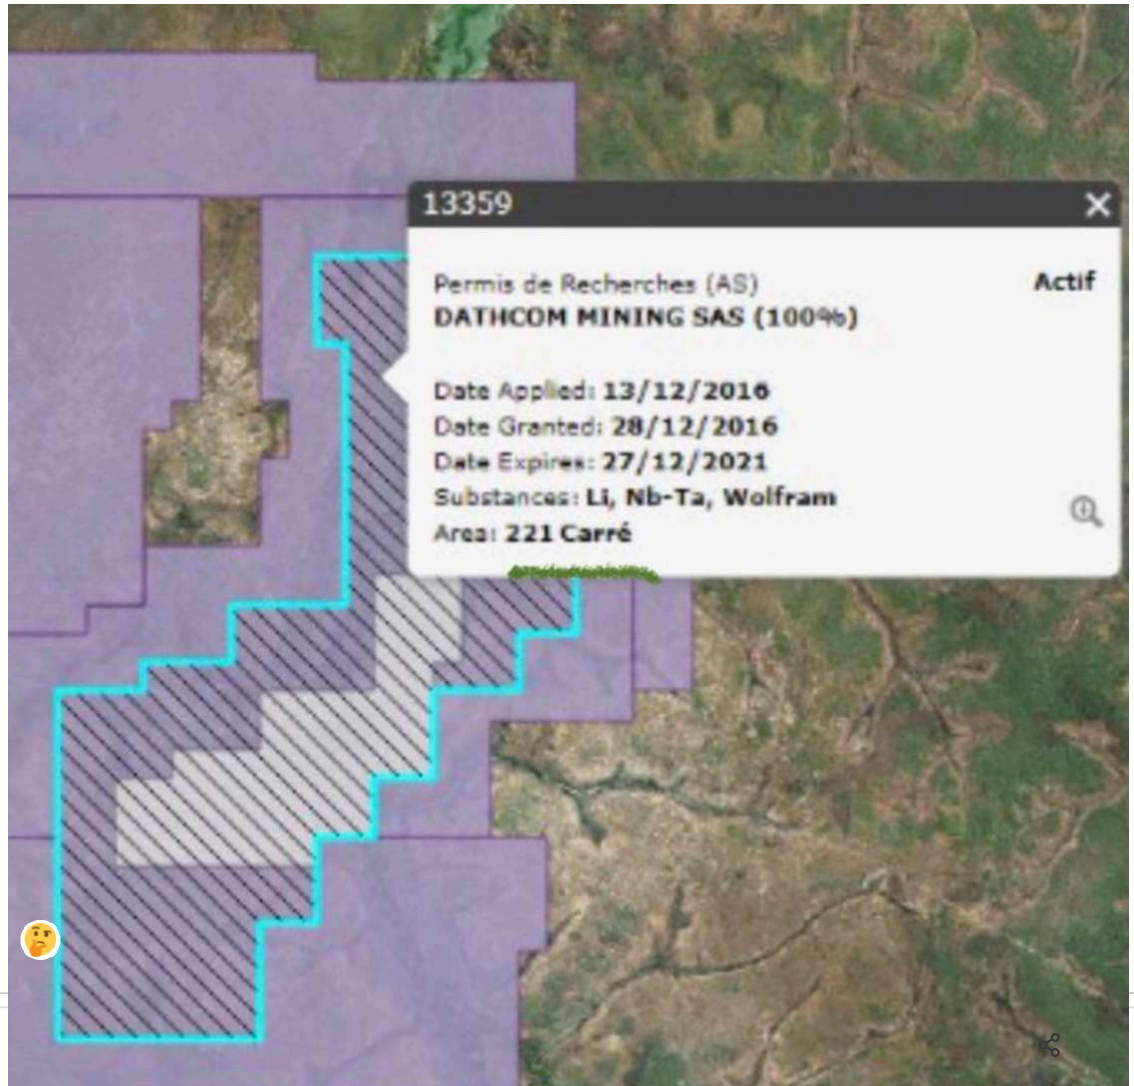 13359
Permis de Recherches (AS) Actif
DATHCOM MINING SAS (100%)
Date Applied: 13/12/2016
Date Granted: 28/12/2016
Date Expires: 27/12/2021
Substances: Li, Nb-Ta, Wolfram
Area: 221 Carré